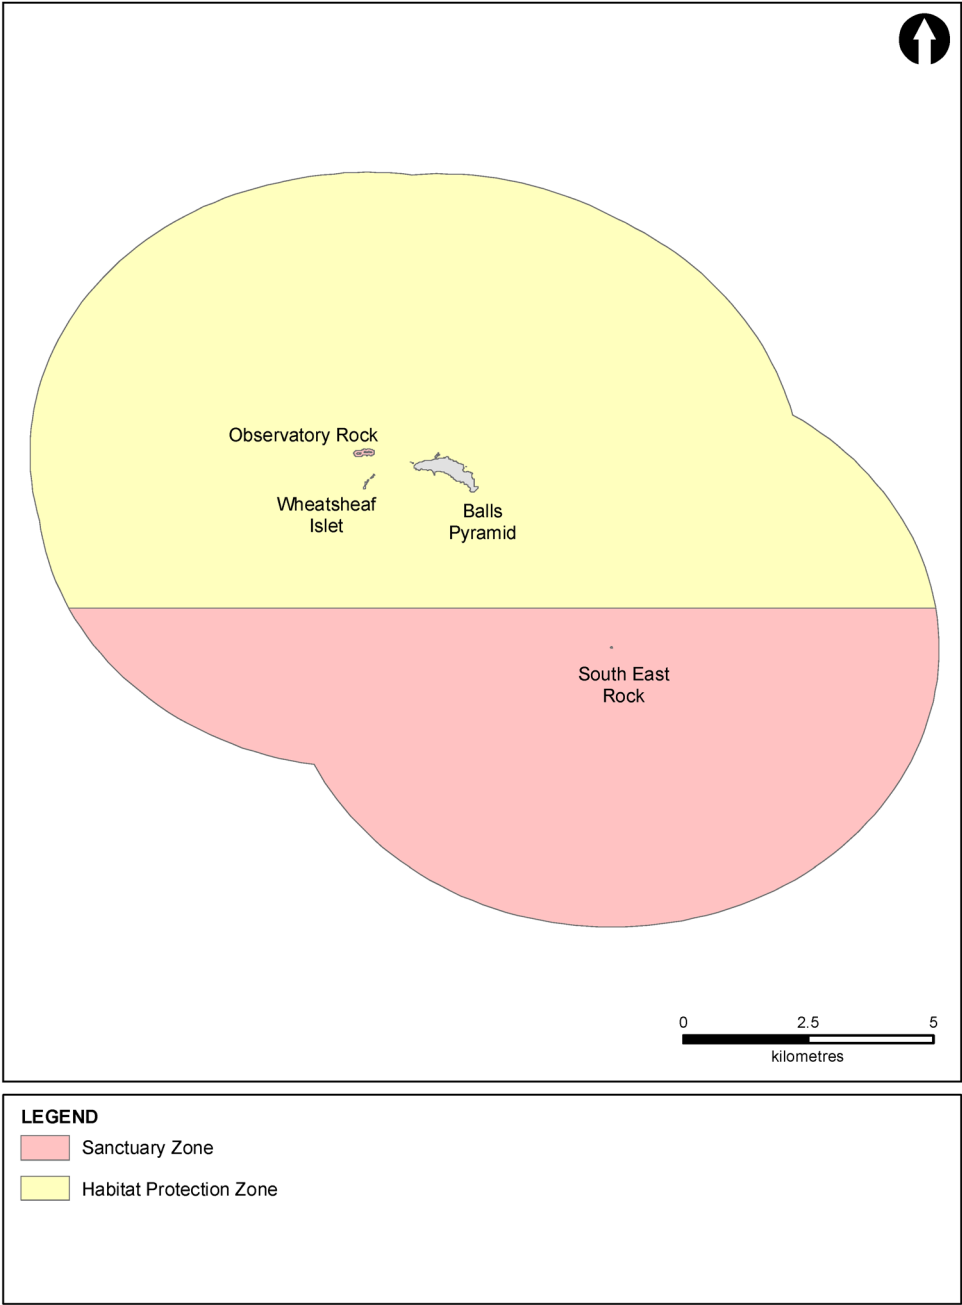 Observatory Rock
Wheatsheaf
Islet
Balls
Pyramid
South East
Rock
0 2.5 5
kilometres
LEGEND
Sanctuary Zone
Habitat Protection Zone